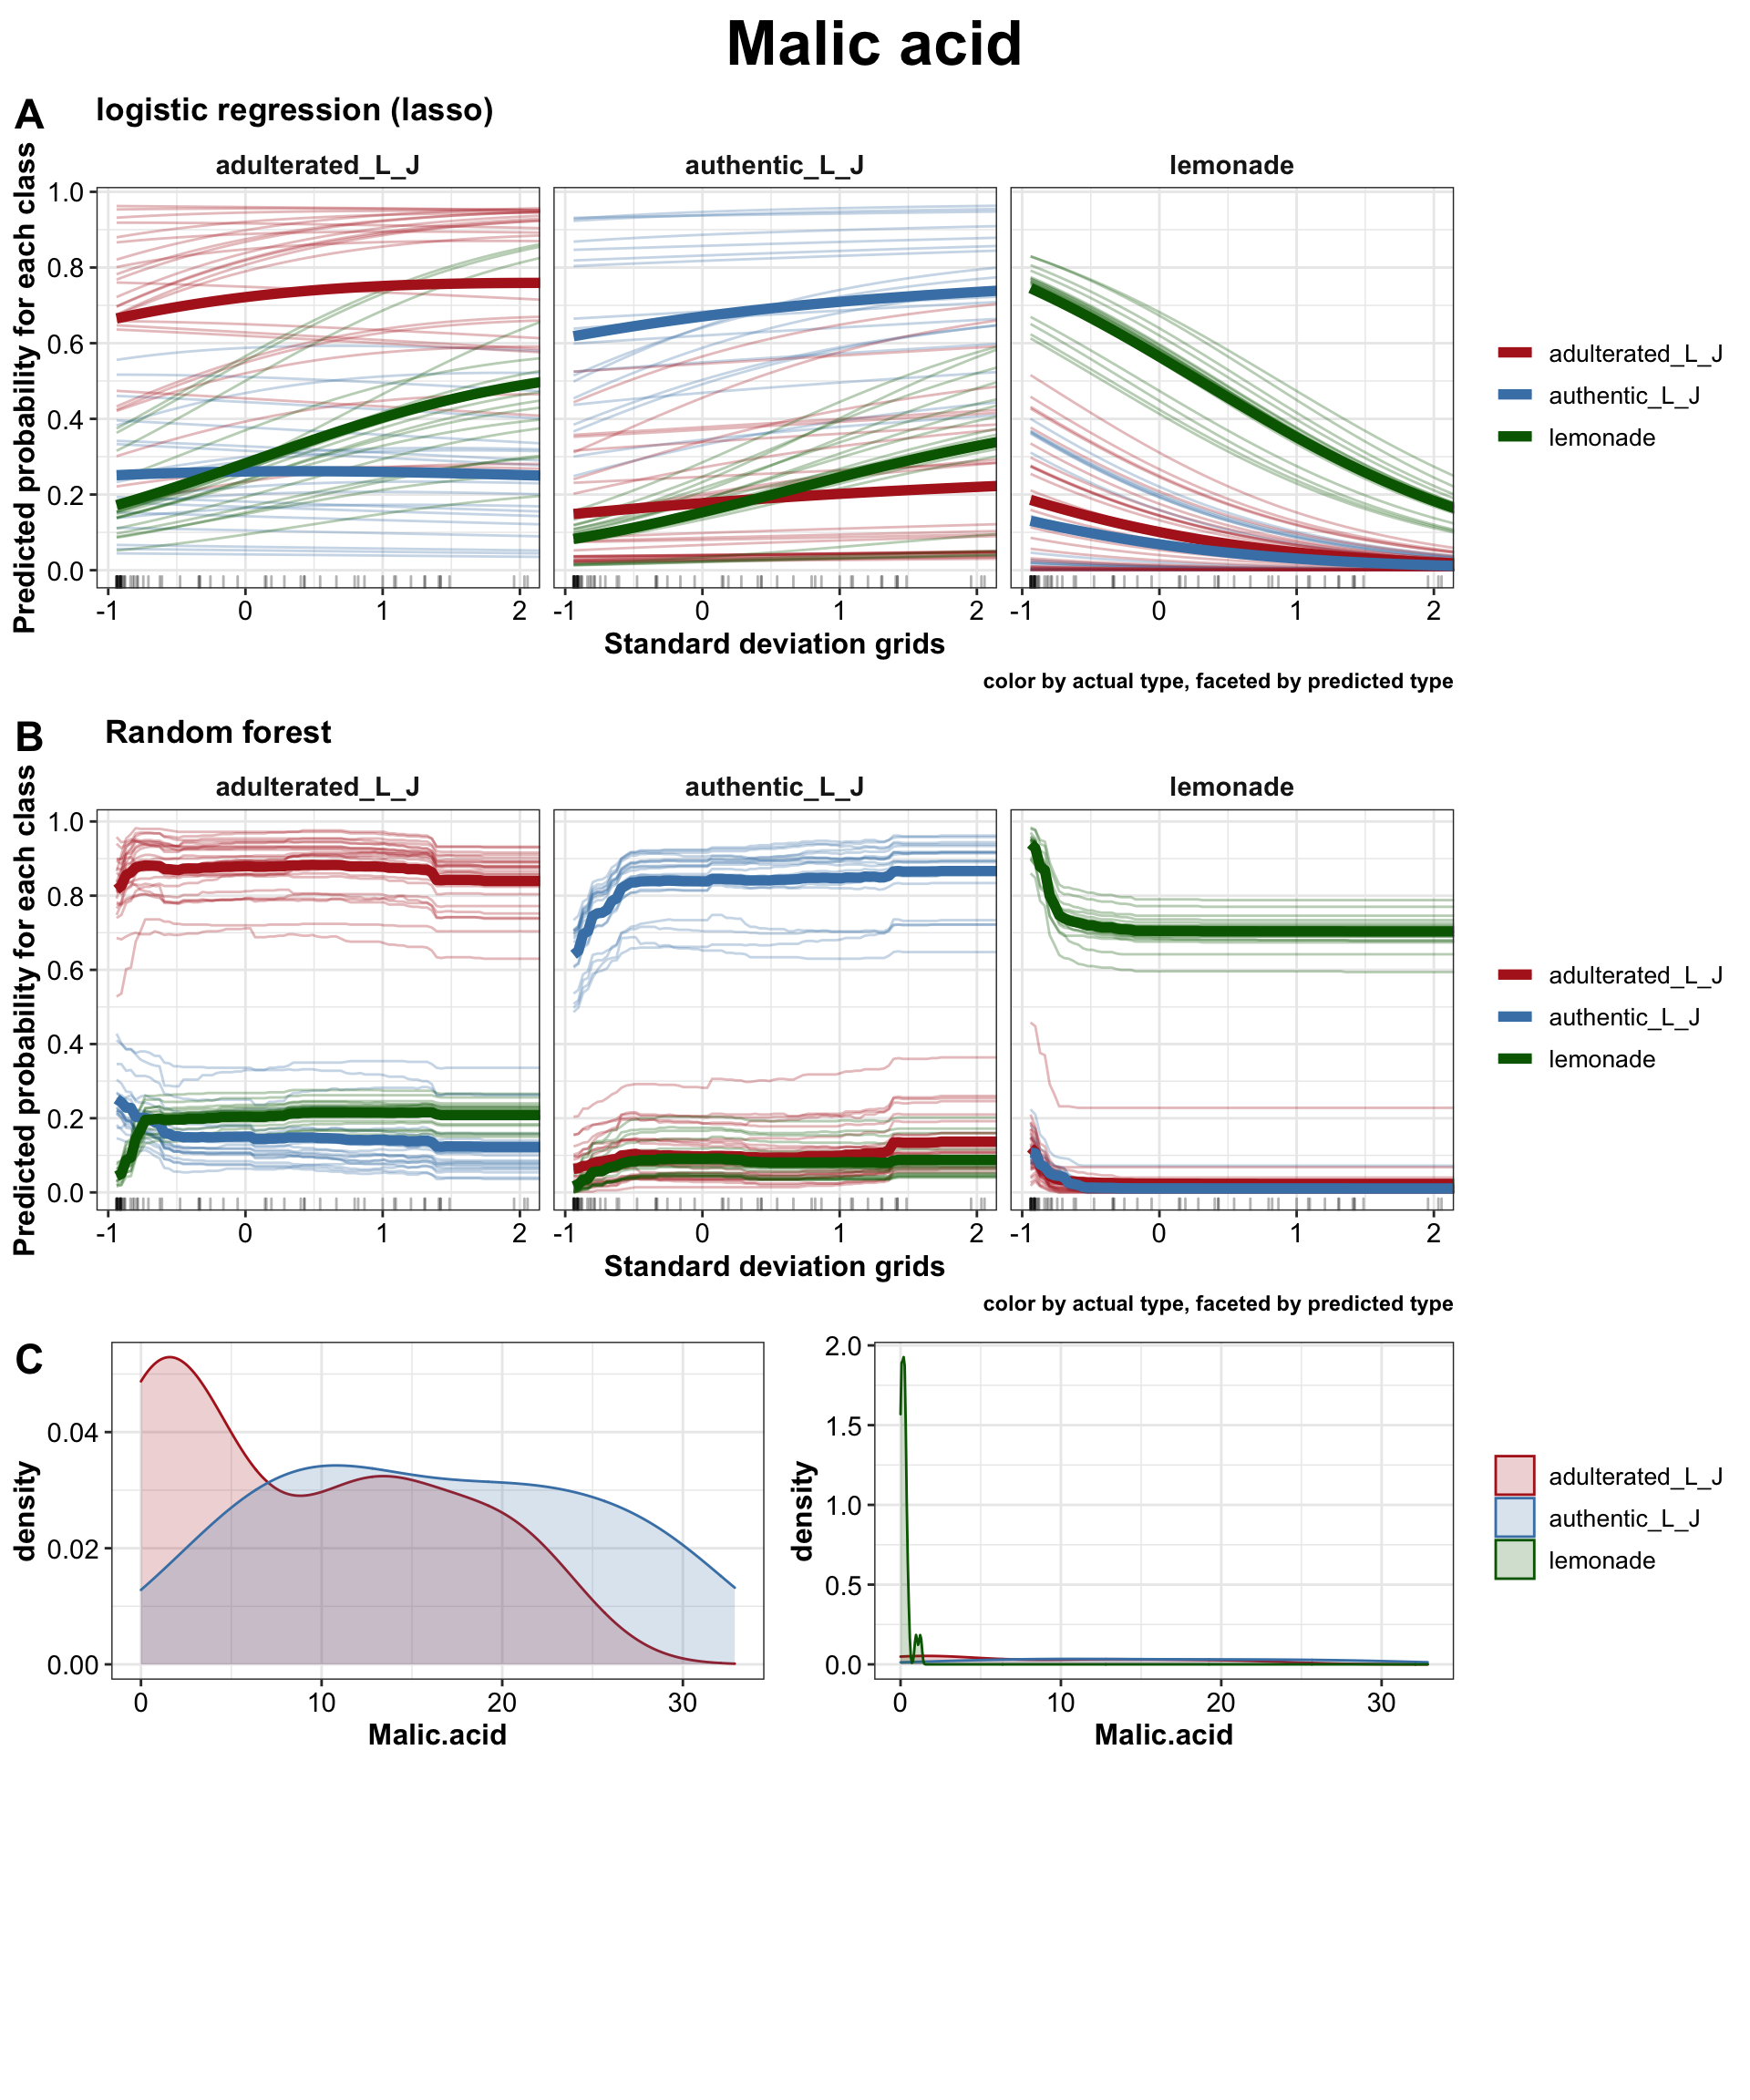 Malic acid
A
logistic regression (lasso)
adulterated_L_J
authentic_L_J
lemonade
Predicted probability for each class
1.0
0.8
0.6
0.4
0.2
0.0
-1 0 1 2
-1 0 1 2
-1 0 1 2
Standard deviation grids
color by actual type, faceted by predicted type
adulterated_L_J
authentic_L_J
lemonade
B
Random forest
adulterated_L_J
authentic_L_J
lemonade
Predicted probability for each class
1.0
0.8
0.6
0.4
0.2
0.0
-1 0 1 2
-1 0 1 2
-1 0 1 2
Standard deviation grids
color by actual type, faceted by predicted type
adulterated_L_J
authentic_L_J
lemonade
C
density
0.04
0.02
0.00
0 10 20 30
Malic.acid
density
2.0
1.5
1.0
0.5
0.0
0 10 20 30
Malic.acid
adulterated_L_J
authentic_L_J
lemonade